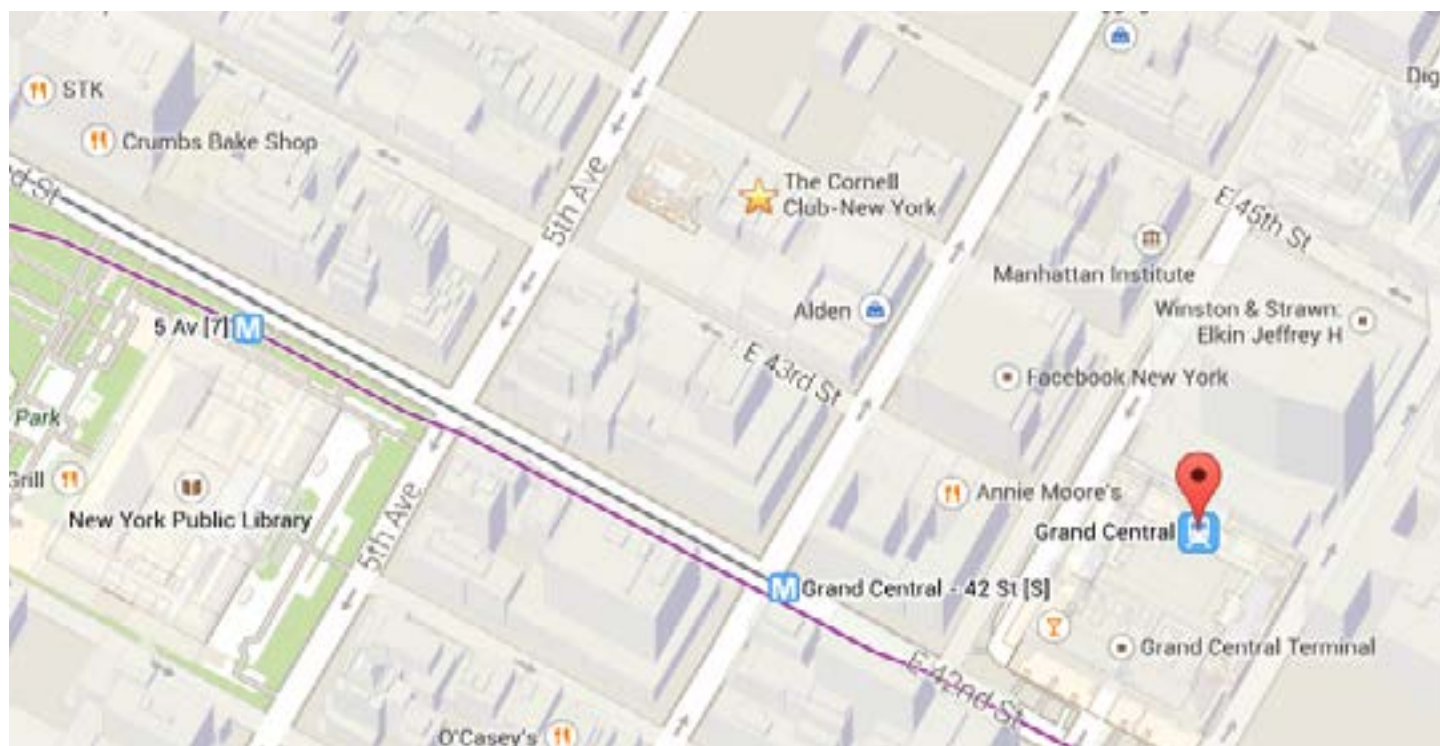 Dig
STK
Crumbs Bake Shop
d St
5th Ave
The Cornell
Club-New York
E 45th St
Manhattan Institute
Alden
Winston & Strawn:
Elkin Jeffrey H
5 Av [7] M
E 43rd St
Facebook New York
Park
Grill
New York Public Library
5th Ave
Annie Moore's
Grand Central
M Grand Central - 42 St [S]
Grand Central Terminal
E 42nd St
O'Casey's